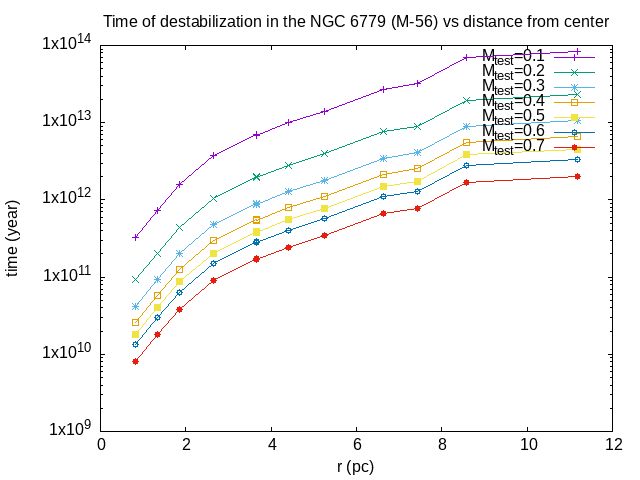 Time of destabilization in the NGC 6779 (M-56) vs distance from center
1x10^14
1x10^13
1x10^12
1x10^11
1x10^10
1x10^9
time (year)
M_test=0.1
M_test=0.2
M_test=0.3
M_test=0.4
M_test=0.5
M_test=0.6
M_test=0.7
0 2 4 6 8 10 12
r (pc)